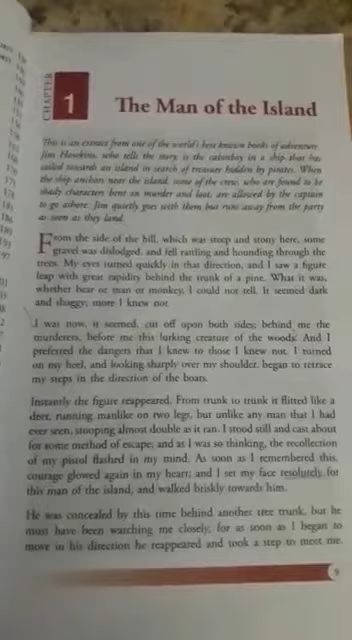 CHAPTER
1
The Man of the Island
This is an extract from one of the world's best known books of adventure
Jim Hawkins, who tells the story, is the cabinboy in a ship that has
sailed towards an island in search of treasure hidden by pirates. When
the ship anchors near the island, some of the crew, who are found to be
shady characters bent on murder and loot, are allowed by the captain
to go ashore. Jim quietly goes with them but runs away from the party
as soon as they land.
From the side of the hill, which was steep and stony here, some
gravel was dislodged, and fell rattling and bounding through the
trees. My eyes turned quickly in that direction, and I saw a figure
leap with great rapidity behind the trunk of a pine. What it was,
whether bear or man or monkey, I could not tell. It seemed dark
and shaggy; more I knew not.
I was now, it seemed, cut off upon both sides; behind me the
murderers, before me this lurking creature of the woods. And I
preferred the dangers that I knew to those I knew not. I turned
on my heel, and looking sharply over my shoulder, began to retrace
my steps in the direction of the boats.
Instantly the figure reappeared. From trunk to trunk it flitted like a
deer, running manlike on two legs, but unlike any man that I had
ever seen, stooping almost double as it ran. I stood still and cast about
for some method of escape; and as I was so thinking, the recollection
of my pistol flashed in my mind. As soon as I remembered this,
courage glowed again in my heart; and I set my face resolutely for
this man of the island, and walked briskly towards him.
He was concealed by this time behind another tree trunk, but he
must have been watching me closely, for as soon as I began to
move in his direction he reappeared and took a step to meet me.
9